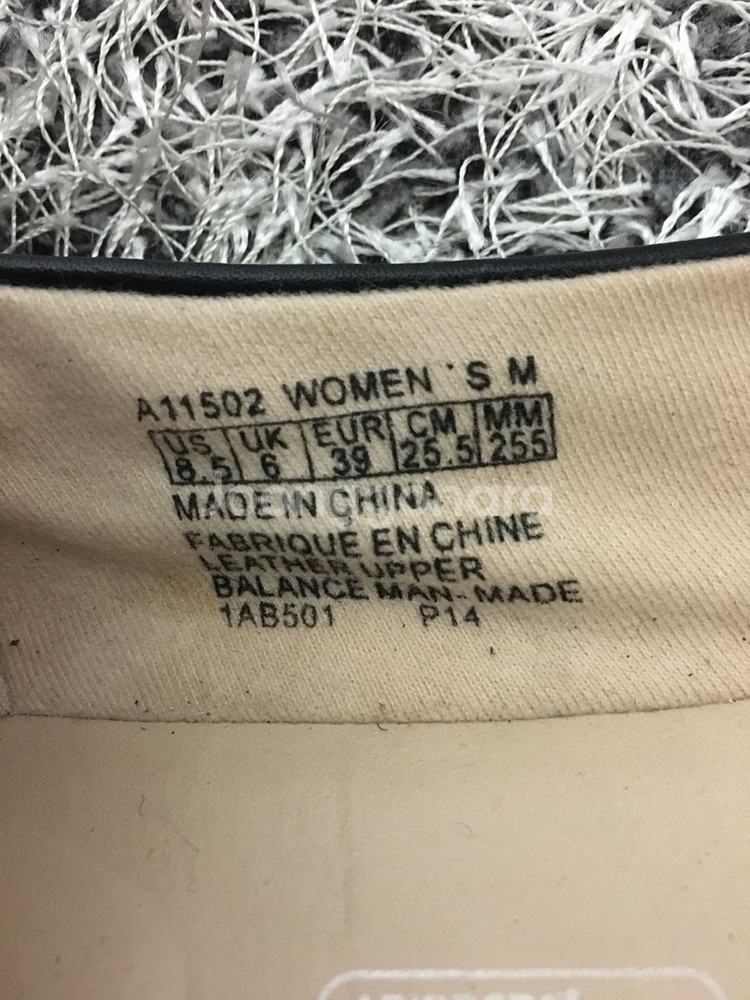 A11502 WOMEN 'S M
US UK EUR CM MM
8.5 6 39 25.5 255
MADE IN CHINA
FABRIQUE EN CHINE
LEATHER UPPER
BALANCE MAN-MADE
1AB501 P14